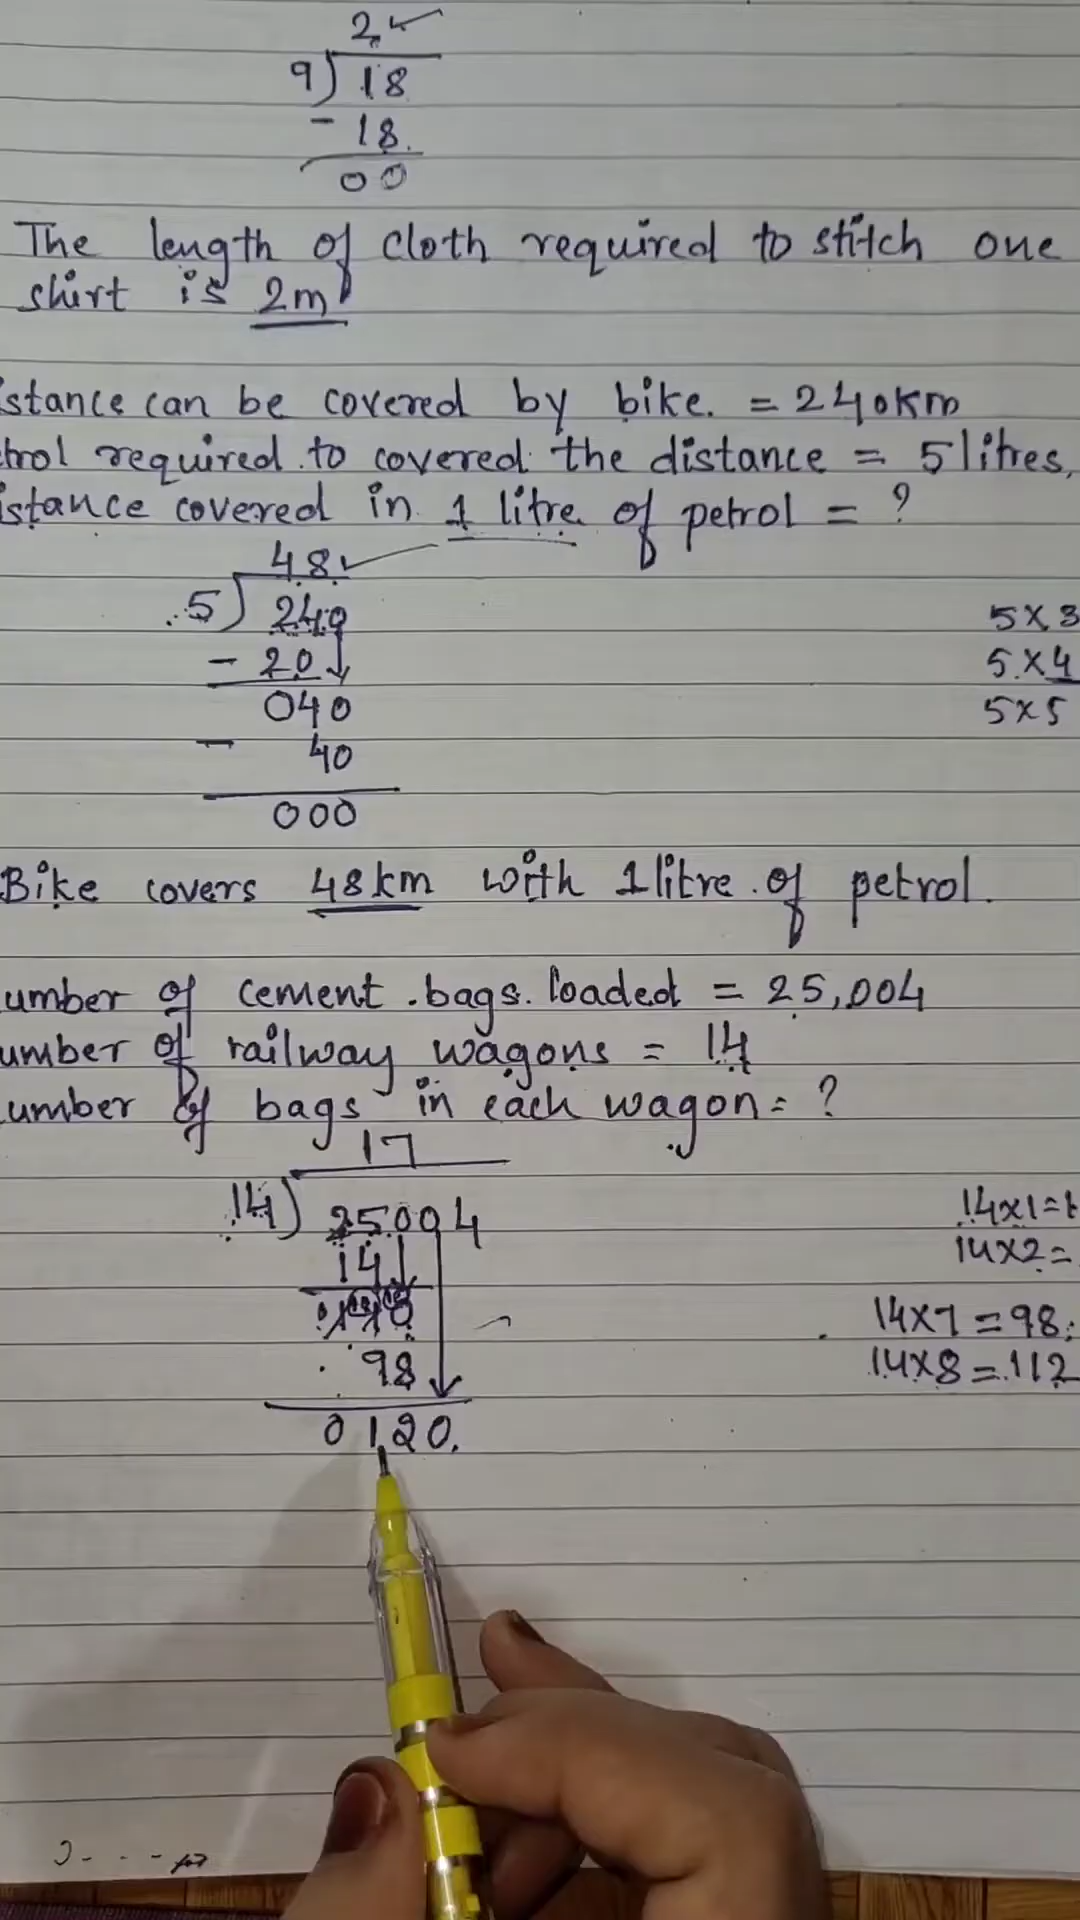 2
9) 18
- 18.
00
The length of cloth required to stitch one
shirt is 2m
istance can be covered by bike. = 240km
trol required to covered the distance = 5 litres,
istance covered in 1 litre of petrol = ?
48
5) 240
- 20
040
- 40
000
5x3
5x4
5x5
Bike covers 48km with 1 litre of petrol.
umber of cement bags loaded = 25,004
umber of railway wagons = 14
umber of bags in each wagon = ?
17
14) 25004
14
98
0120.
14x1=
14x2=
14x7=98
14x8=112